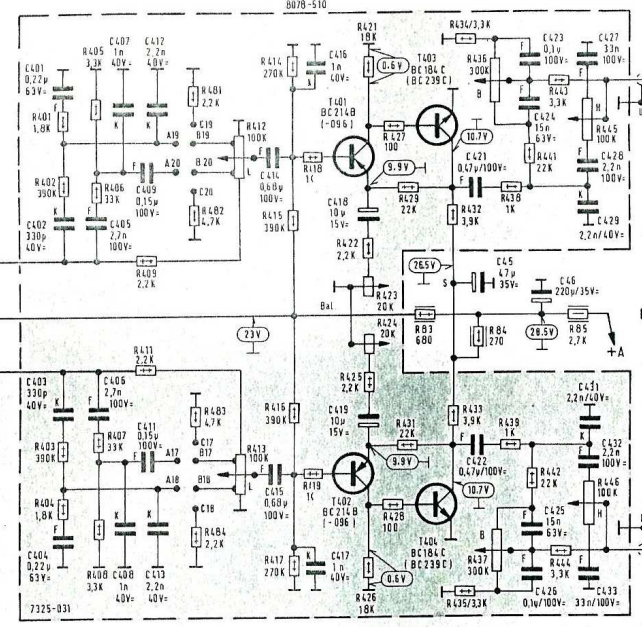 8078-510
R421
18K
R434/3,3K
C423
0,1µ
100V=
C427
33n
100V=
C407
1n
40V=
C412
2,2n
40V=
R405
3,3K
C401
0,22µ
63V=
R414
270K
C416
1n
40V=
0.6V
T403
BC184C
(BC239C)
R436
300K
F
F
B
R481
2,2K
T401
BC214B
(-096)
R443
3,3K
R401
1,8K
F
K
K
C19
B19
A19
R412
100K
R427
100
10.7V
C424
15n
63V=
H
R445
100K
F
R402
390K
R406
33K
A20
B20
F
L
F
C414
0,68µ
100V=
R418
1K
9.9V
C421
0,47µ/100V=
F
R441
22K
K
C428
2,2n
100V=
C409
0,15µ
100V=
C20
R429
22K
R438
1K
C402
330p
40V=
K
K
C405
2,7n
100V=
R482
4,7K
R415
390K
C418
10µ
15V=
R432
3,9K
K
C429
2,2n/40V=
R422
2,2K
R409
2,2K
26.5V
C45
47µ
35V=
S
C46
220µ/35V=
R423
20K
Bal.
R424
20K
23V
R83
680
R84
270
28.5V
R85
2,7K
+A
R411
2,2K
C403
330p
40V=
K
K
C406
2,7n
100V=
R425
2,2K
C431
2,2n/40V=
K
C411
0,15µ
100V=
R483
4,7K
R416
390K
C419
10µ
15V=
R431
22K
R433
3,9K
R439
1K
C432
2,2n
100V=
K
R403
390K
R407
33K
F
A17
C17
B17
R413
100K
9.9V
F
C422
0,47µ/100V=
R442
22K
A18
B18
L
F
C415
0,68µ
100V=
R419
1K
10.7V
R446
100K
R404
1,8K
C18
T402
BC214B
(-096)
R428
100
C425
15n
63V=
F
H
F
K
K
R484
2,2K
B
T404
BC184C
(BC239C)
R437
300K
R444
3,3K
C404
0,22µ
63V=
R408
3,3K
C408
1n
40V=
C413
2,2n
40V=
R417
270K
K
C417
1n
40V=
0.6V
F
F
7325-031
R426
18K
R435/3,3K
C426
0,1µ/100V=
C433
33n/100V=